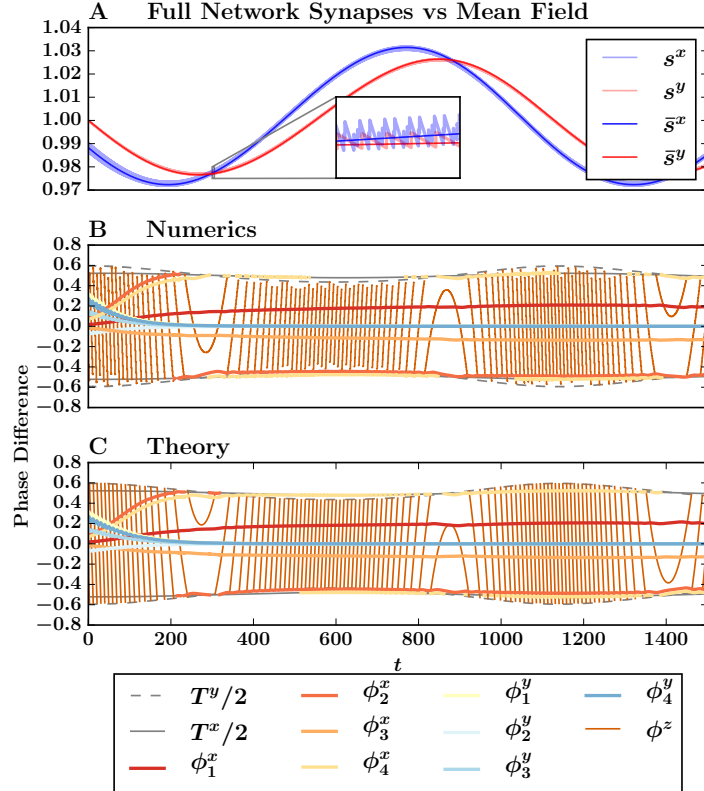 A Full Network Synapses vs Mean Field
1.04
1.03
1.02
1.01
1.00
0.99
0.98
0.97
s^x
s^y
s̄^x
s̄^y
B Numerics
0.8
0.6
0.4
0.2
0.0
−0.2
−0.4
−0.6
−0.8
C Theory
Phase Difference
0.8
0.6
0.4
0.2
0.0
−0.2
−0.4
−0.6
−0.8
0 200 400 600 800 1000 1200 1400
t
T^y/2 ϕ_2^x ϕ_1^y ϕ_4^y
T^x/2 ϕ_3^x ϕ_2^y ϕ^z
ϕ_1^x ϕ_4^x ϕ_3^y